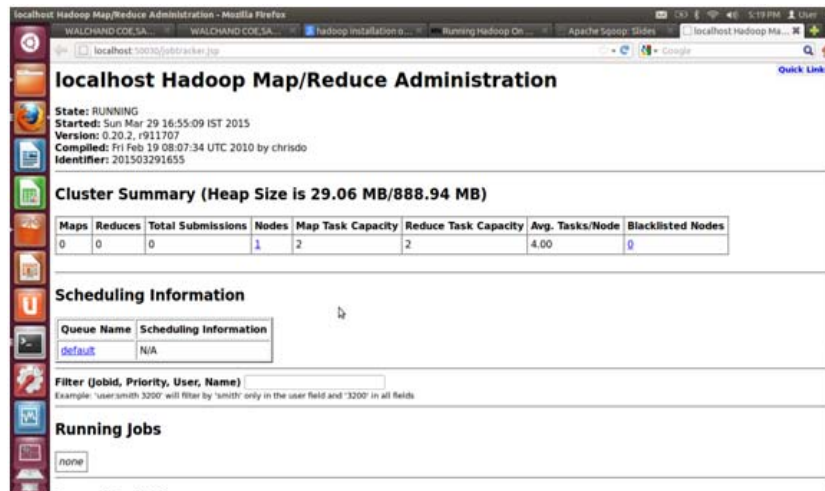 localhost Hadoop Map/Reduce Administration - Mozilla Firefox
5:19 PM User
WALCHAND COE,SA... WALCHAND COE,SA... hadoop installation o... Running Hadoop On ... Apache Sqoop: Slides localhost Hadoop Ma...
localhost:50030/jobtracker.jsp Google
Quick Link
localhost Hadoop Map/Reduce Administration
State: RUNNING
Started: Sun Mar 29 16:55:09 IST 2015
Version: 0.20.2, r911707
Compiled: Fri Feb 19 08:07:34 UTC 2010 by chrisdo
Identifier: 201503291655
Cluster Summary (Heap Size is 29.06 MB/888.94 MB)
Maps Reduces Total Submissions Nodes Map Task Capacity Reduce Task Capacity Avg. Tasks/Node Blacklisted Nodes
0 0 0 1 2 2 4.00 0
Scheduling Information
Queue Name Scheduling Information
default N/A
Filter (Jobid, Priority, User, Name)
Example: 'user:smith 3200' will filter by 'smith' only in the user field and '3200' in all fields
Running Jobs
none